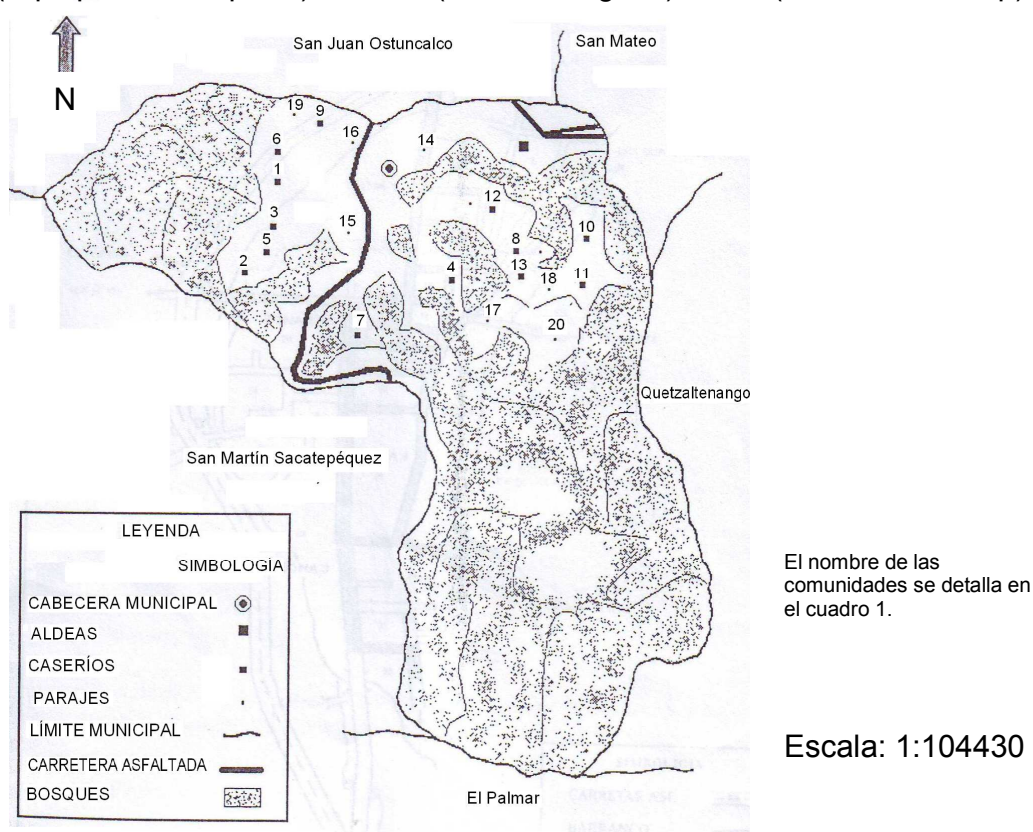 San Juan Ostuncalco
San Mateo
N
19
9
16
14
6
1
12
3
15
10
5
8
2
4
13
18
11
17
7
20
Quetzaltenango
San Martín Sacatepéquez
LEYENDA
SIMBOLOGÍA
CABECERA MUNICIPAL
ALDEAS
CASERÍOS
PARAJES
LÍMITE MUNICIPAL
CARRETERA ASFALTADA
BOSQUES
El nombre de las
comunidades se detalla en
el cuadro 1.
Escala: 1:104430
El Palmar